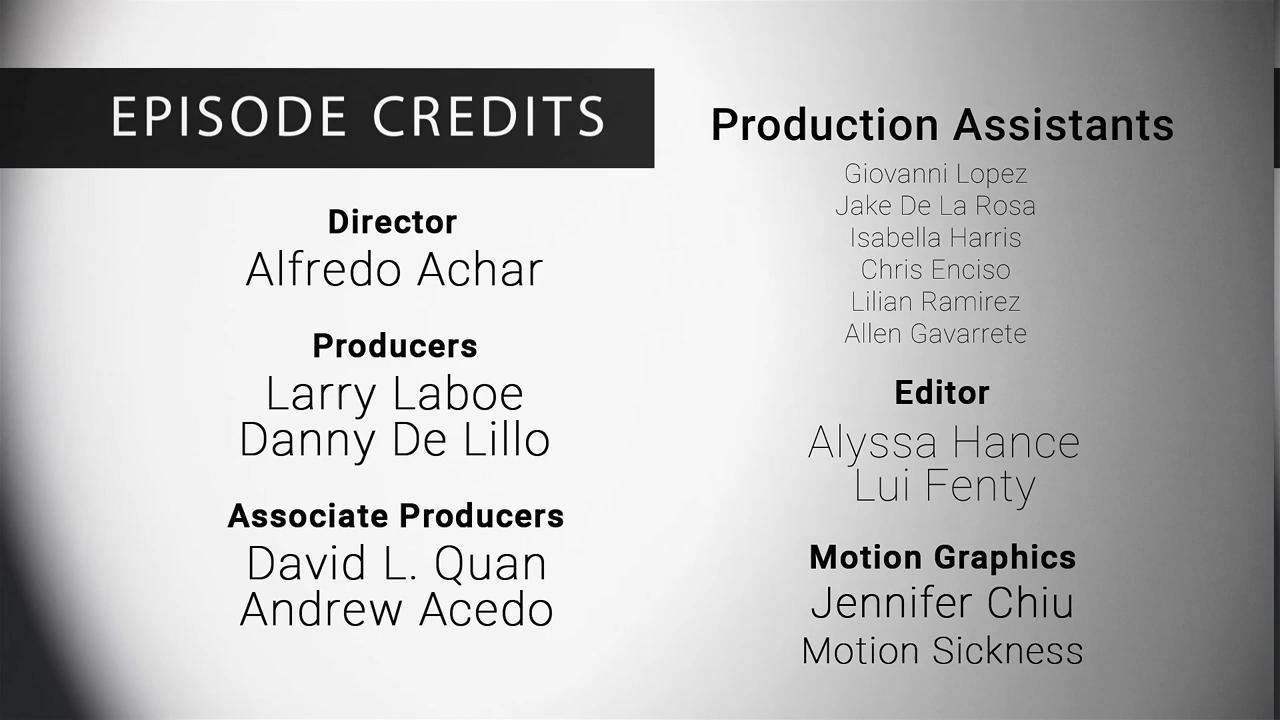 EPISODE CREDITS
Director
Alfredo Achar
Producers
Larry Laboe
Danny De Lillo
Associate Producers
David L. Quan
Andrew Acedo
Production Assistants
Giovanni Lopez
Jake De La Rosa
Isabella Harris
Chris Enciso
Lilian Ramirez
Allen Gavarrete
Editor
Alyssa Hance
Lui Fenty
Motion Graphics
Jennifer Chiu
Motion Sickness